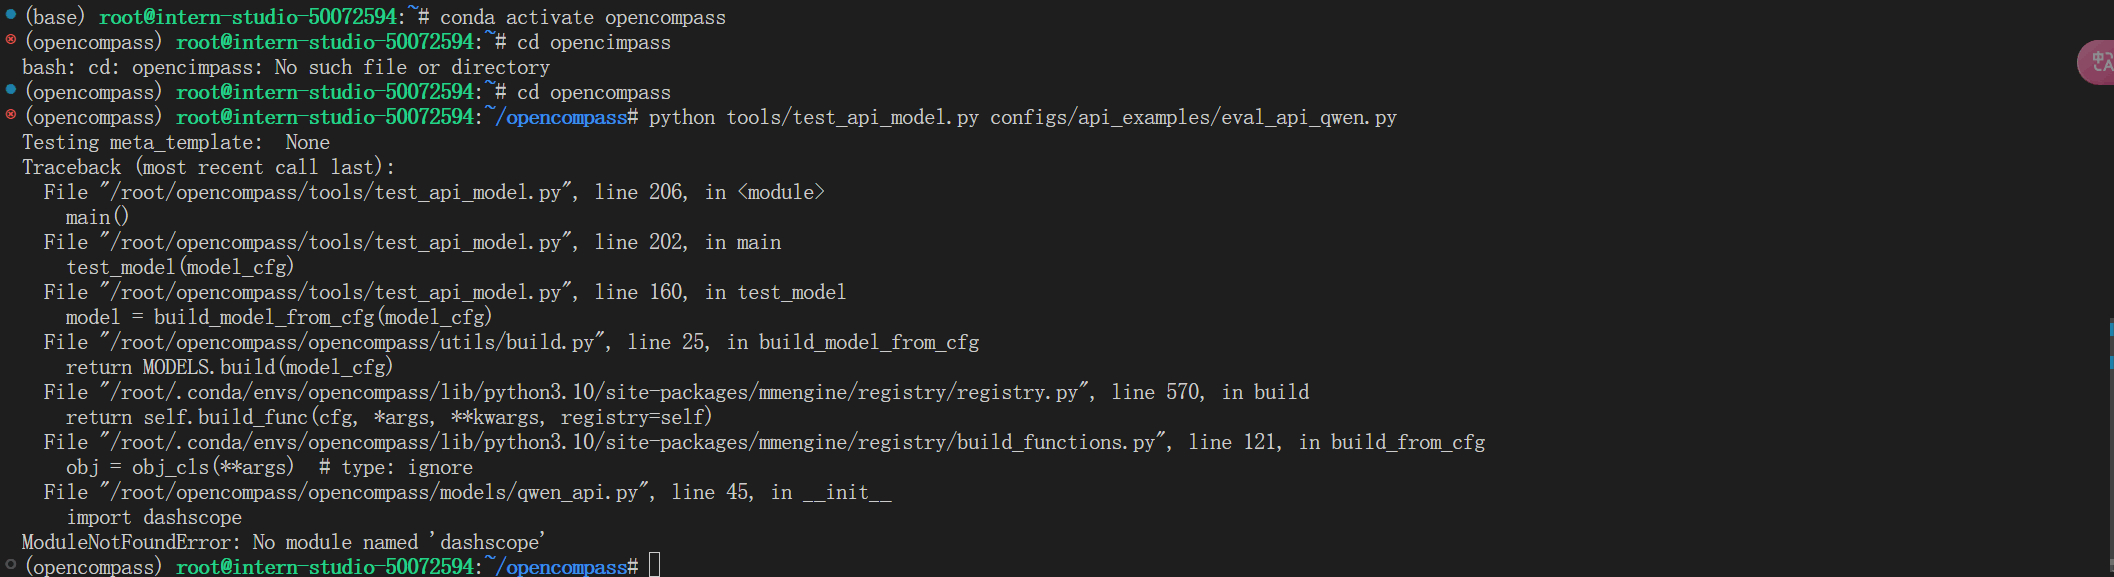 (base) root@intern-studio-50072594:~# conda activate opencompass
(opencompass) root@intern-studio-50072594:~# cd opencimpass
bash: cd: opencimpass: No such file or directory
(opencompass) root@intern-studio-50072594:~# cd opencompass
(opencompass) root@intern-studio-50072594:~/opencompass# python tools/test_api_model.py configs/api_examples/eval_api_qwen.py
Testing meta_template:  None
Traceback (most recent call last):
  File "/root/opencompass/tools/test_api_model.py", line 206, in <module>
    main()
  File "/root/opencompass/tools/test_api_model.py", line 202, in main
    test_model(model_cfg)
  File "/root/opencompass/tools/test_api_model.py", line 160, in test_model
    model = build_model_from_cfg(model_cfg)
  File "/root/opencompass/opencompass/utils/build.py", line 25, in build_model_from_cfg
    return MODELS.build(model_cfg)
  File "/root/.conda/envs/opencompass/lib/python3.10/site-packages/mmengine/registry/registry.py", line 570, in build
    return self.build_func(cfg, *args, **kwargs, registry=self)
  File "/root/.conda/envs/opencompass/lib/python3.10/site-packages/mmengine/registry/build_functions.py", line 121, in build_from_cfg
    obj = obj_cls(**args)  # type: ignore
  File "/root/opencompass/opencompass/models/qwen_api.py", line 45, in __init__
    import dashscope
ModuleNotFoundError: No module named 'dashscope'
(opencompass) root@intern-studio-50072594:~/opencompass#
中A